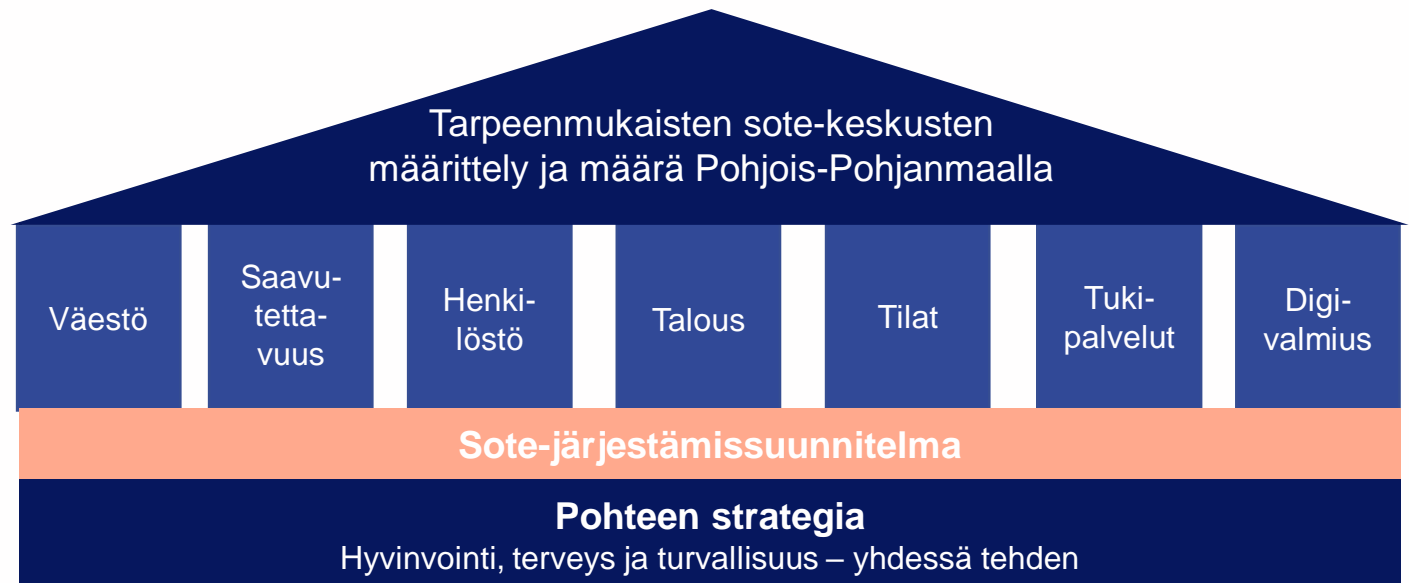 Tarpeenmukaisten sote-keskusten
määrittely ja määrä Pohjois-Pohjanmaalla
Väestö
Saavu-
tetta-
vuus
Henki-
löstö
Talous
Tilat
Tuki-
palvelut
Digi-
valmius
Sote-järjestämissuunnitelma
Pohteen strategia
Hyvinvointi, terveys ja turvallisuus – yhdessä tehden